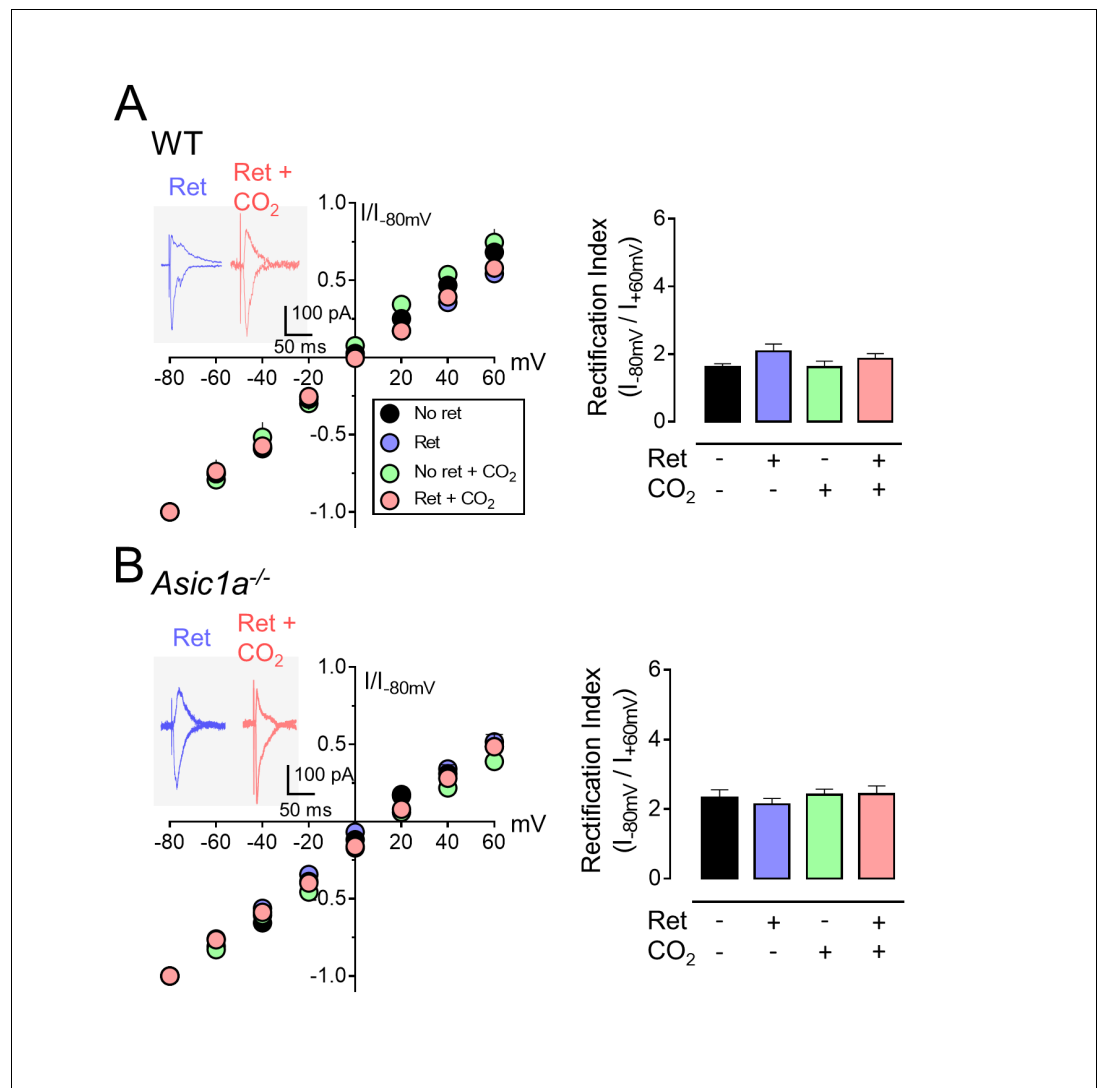 A
WT
Ret
Ret +
CO2
1.0
I/I-80mV
0.5
100 pA
50 ms
mV
-80 -60 -40 -20 20 40 60
-0.5
-1.0
No ret
Ret
No ret + CO2
Ret + CO2
Rectification Index
(I-80mV / I+60mV)
6
4
2
0
Ret - + - +
CO2 - - + +
B
Asic1a-/-
Ret
Ret +
CO2
1.0
I/I-80mV
0.5
100 pA
50 ms
mV
-80 -60 -40 -20 20 40 60
-0.5
-1.0
Rectification Index
(I-80mV / I+60mV)
6
4
2
0
Ret - + - +
CO2 - - + +